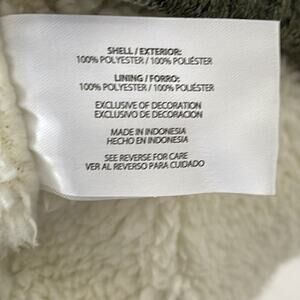 SHELL / EXTERIOR:
100% POLYESTER / 100% POLIÉSTER
LINING / FORRO:
100% POLYESTER / 100% POLIÉSTER
EXCLUSIVE OF DECORATION
EXCLUSIVO DE DECORACION
MADE IN INDONESIA
HECHO EN INDONESIA
SEE REVERSE FOR CARE
VER AL REVERSO PARA CUIDADO